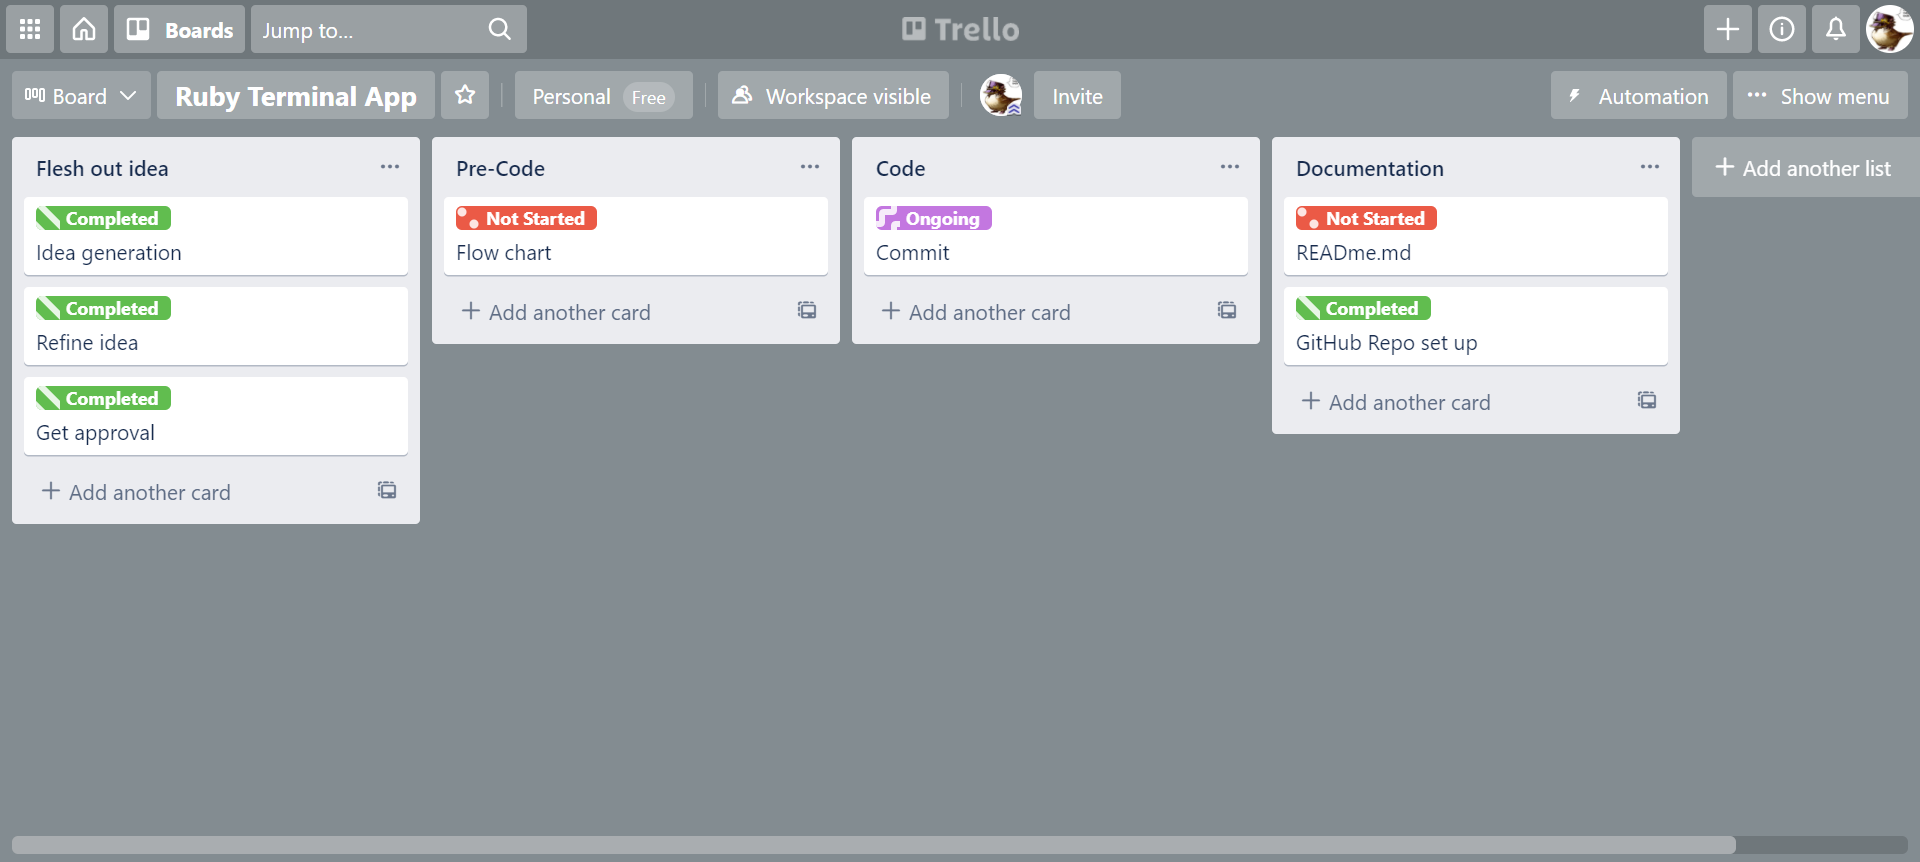 Boards
Jump to...
Trello
Board
Ruby Terminal App
Personal Free
Workspace visible
Invite
Automation
Show menu
Flesh out idea
Completed
Idea generation
Completed
Refine idea
Completed
Get approval
Add another card
Pre-Code
Not Started
Flow chart
Add another card
Code
Ongoing
Commit
Add another card
Documentation
Not Started
READme.md
Completed
GitHub Repo set up
Add another card
Add another list